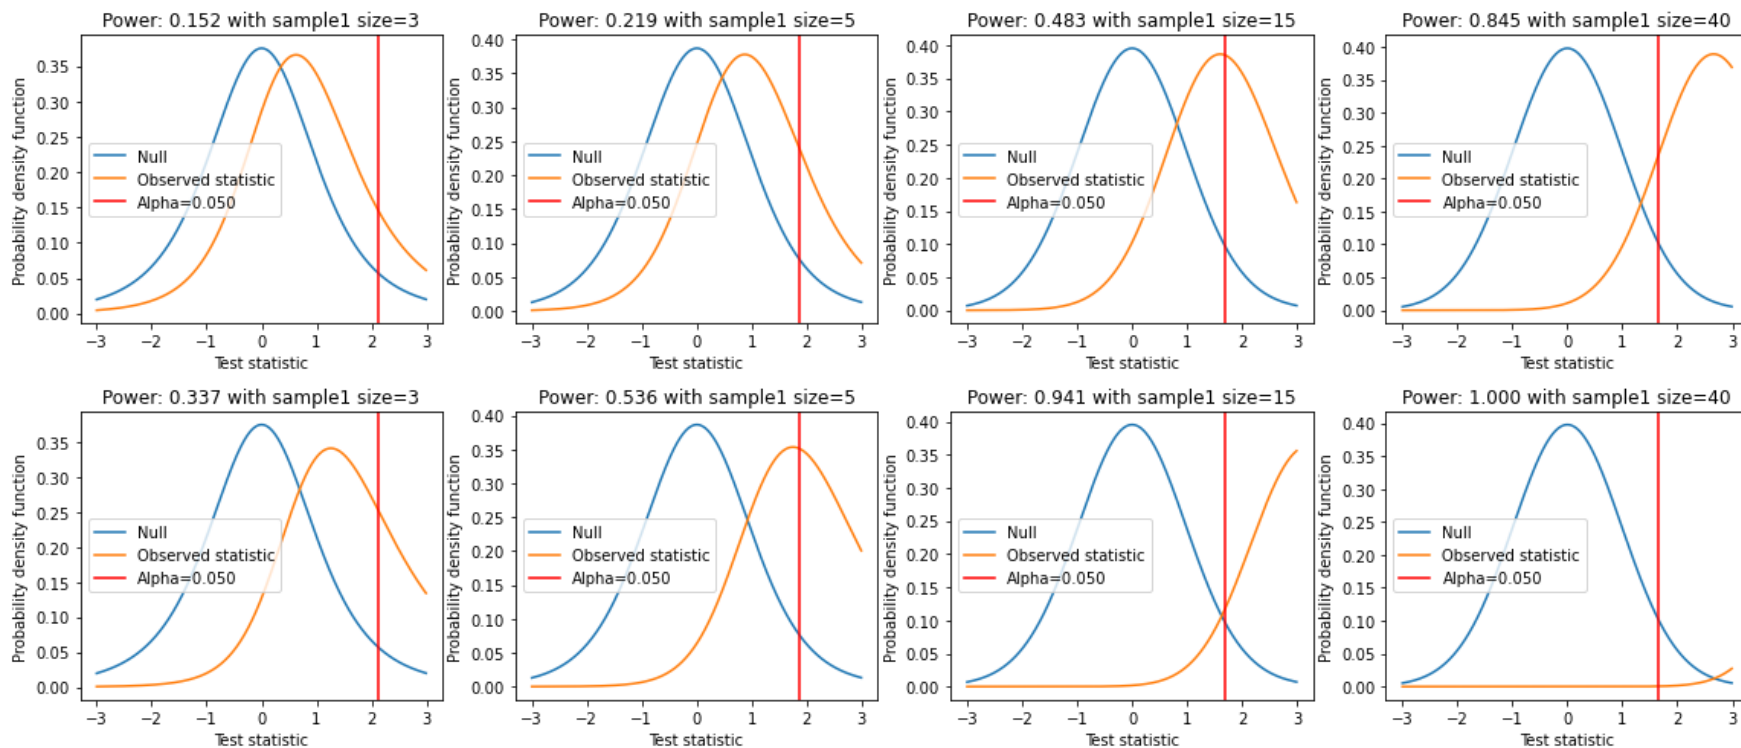 Power: 0.152 with sample1 size=3
Probability density function
0.35
0.30
0.25
0.20
0.15
0.10
0.05
0.00
Null
Observed statistic
Alpha=0.050
−3 −2 −1 0 1 2 3
Test statistic
Power: 0.219 with sample1 size=5
Probability density function
0.40
0.35
0.30
0.25
0.20
0.15
0.10
0.05
0.00
Null
Observed statistic
Alpha=0.050
−3 −2 −1 0 1 2 3
Test statistic
Power: 0.483 with sample1 size=15
Probability density function
0.40
0.35
0.30
0.25
0.20
0.15
0.10
0.05
0.00
Null
Observed statistic
Alpha=0.050
−3 −2 −1 0 1 2 3
Test statistic
Power: 0.845 with sample1 size=40
Probability density function
0.40
0.35
0.30
0.25
0.20
0.15
0.10
0.05
0.00
Null
Observed statistic
Alpha=0.050
−3 −2 −1 0 1 2 3
Test statistic
Power: 0.337 with sample1 size=3
Probability density function
0.35
0.30
0.25
0.20
0.15
0.10
0.05
0.00
Null
Observed statistic
Alpha=0.050
−3 −2 −1 0 1 2 3
Test statistic
Power: 0.536 with sample1 size=5
Probability density function
0.40
0.35
0.30
0.25
0.20
0.15
0.10
0.05
0.00
Null
Observed statistic
Alpha=0.050
−3 −2 −1 0 1 2 3
Test statistic
Power: 0.941 with sample1 size=15
Probability density function
0.40
0.35
0.30
0.25
0.20
0.15
0.10
0.05
0.00
Null
Observed statistic
Alpha=0.050
−3 −2 −1 0 1 2 3
Test statistic
Power: 1.000 with sample1 size=40
Probability density function
0.40
0.35
0.30
0.25
0.20
0.15
0.10
0.05
0.00
Null
Observed statistic
Alpha=0.050
−3 −2 −1 0 1 2 3
Test statistic